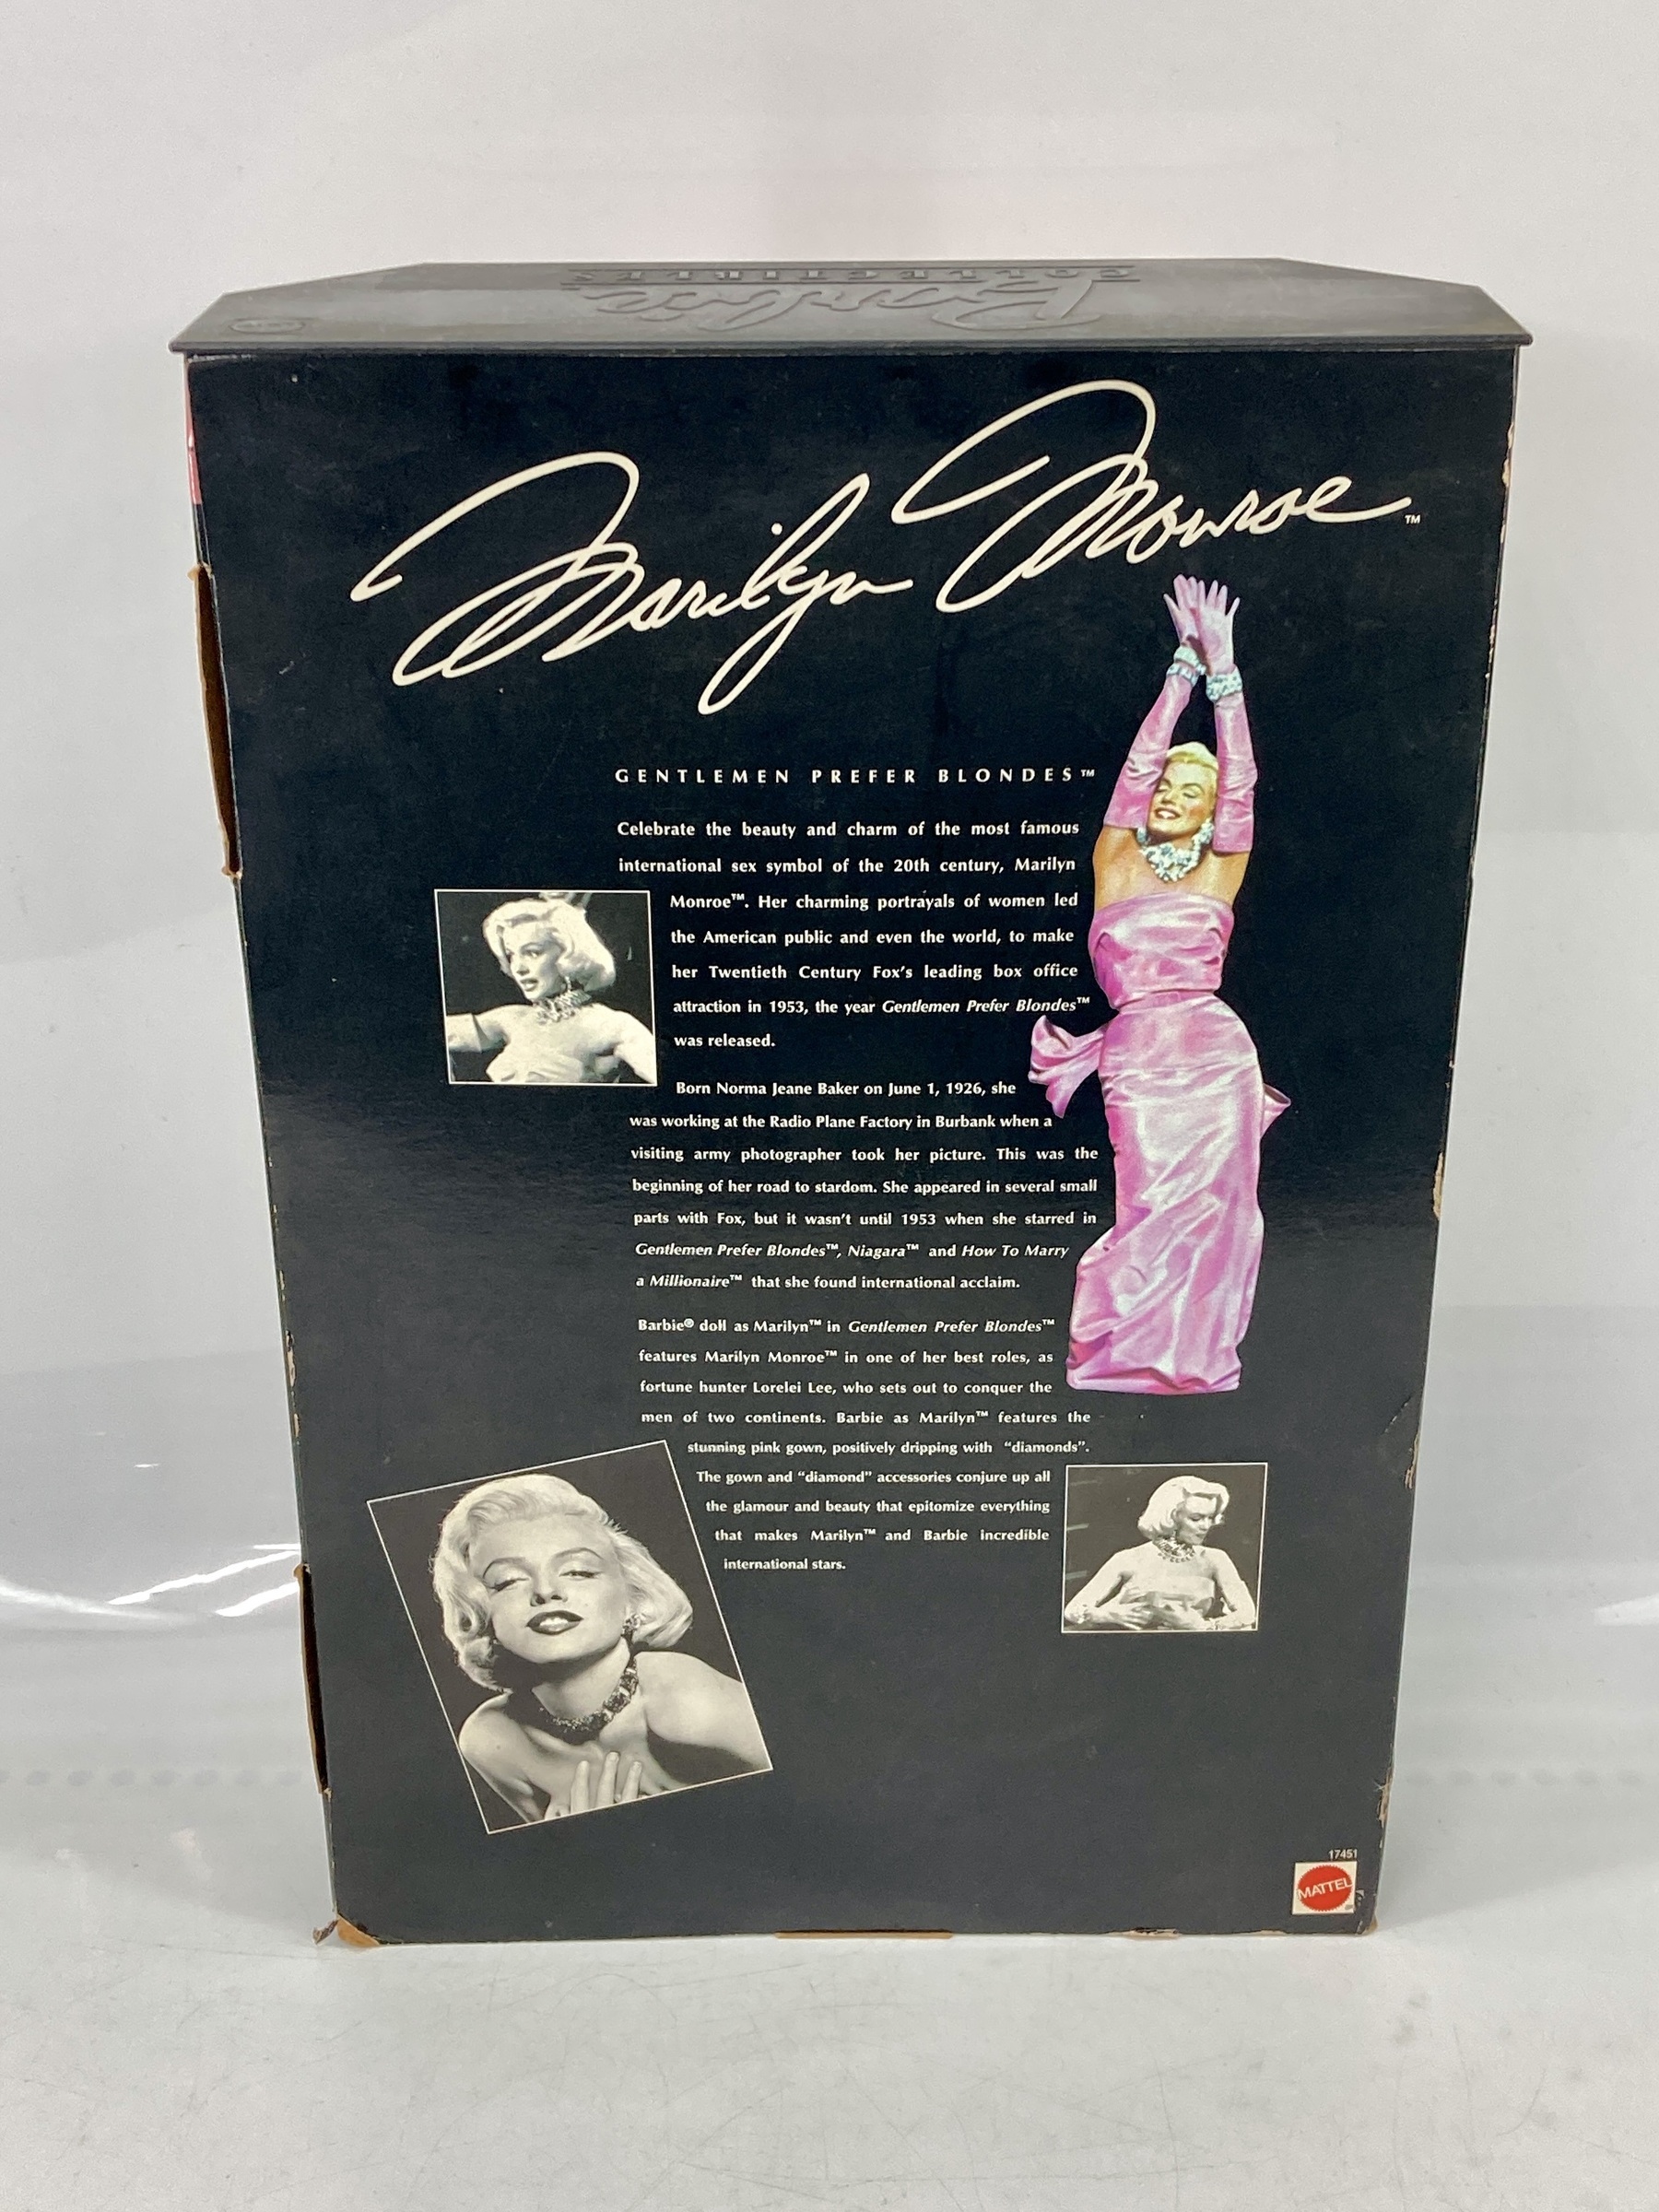 Barbie
COLLECTIBLES
Marilyn Monroe™
GENTLEMEN PREFER BLONDES™
Celebrate the beauty and charm of the most famous
international sex symbol of the 20th century, Marilyn
Monroe™. Her charming portrayals of women led
the American public and even the world, to make
her Twentieth Century Fox's leading box office
attraction in 1953, the year Gentlemen Prefer Blondes™
was released.
Born Norma Jeane Baker on June 1, 1926, she
was working at the Radio Plane Factory in Burbank when a
visiting army photographer took her picture. This was the
beginning of her road to stardom. She appeared in several small
parts with Fox, but it wasn't until 1953 when she starred in
Gentlemen Prefer Blondes™, Niagara™ and How To Marry
a Millionaire™ that she found international acclaim.
Barbie® doll as Marilyn™ in Gentlemen Prefer Blondes™
features Marilyn Monroe™ in one of her best roles, as
fortune hunter Lorelei Lee, who sets out to conquer the
men of two continents. Barbie as Marilyn™ features the
stunning pink gown, positively dripping with "diamonds".
The gown and "diamond" accessories conjure up all
the glamour and beauty that epitomize everything
that makes Marilyn™ and Barbie incredible
international stars.
17451
MATTEL